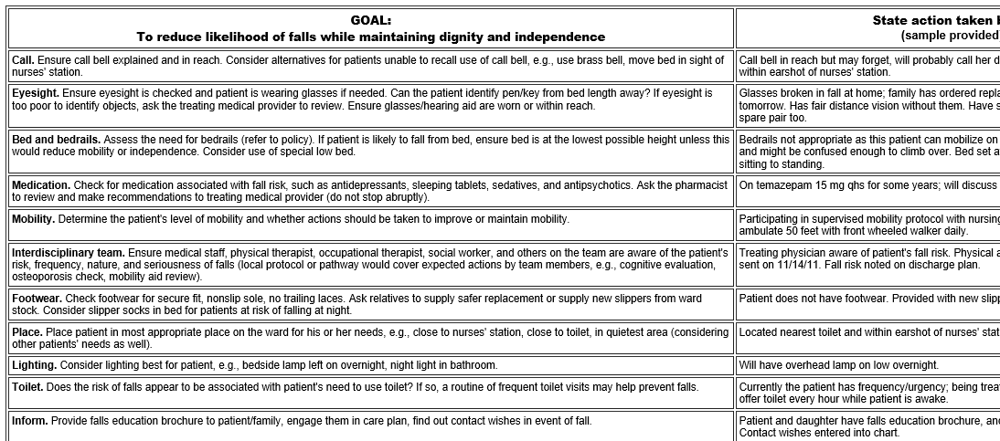 GOAL:
To reduce likelihood of falls while maintaining dignity and independence
State action taken
(sample provided)
Call. Ensure call bell explained and in reach. Consider alternatives for patients unable to recall use of call bell, e.g., use brass bell, move bed in sight of
nurses' station.
Call bell in reach but may forget, will probably call her
within earshot of nurses' station.
Eyesight. Ensure eyesight is checked and patient is wearing glasses if needed. Can the patient identify pen/key from bed length away? If eyesight is
too poor to identify objects, ask the treating medical provider to review. Ensure glasses/hearing aid are worn or within reach.
Glasses broken in fall at home; family has ordered
tomorrow. Has fair distance vision without them. Have
spare pair too.
Bed and bedrails. Assess the need for bedrails (refer to policy). If patient is likely to fall from bed, ensure bed is at the lowest possible height unless this
would reduce mobility or independence. Consider use of special low bed.
Bedrails not appropriate as this patient can mobilize on
and might be confused enough to climb over. Bed set
sitting to standing.
Medication. Check for medication associated with fall risk, such as antidepressants, sleeping tablets, sedatives, and antipsychotics. Ask the pharmacist
to review and make recommendations to treating medical provider (do not stop abruptly).
On temazepam 15 mg qhs for some years; will discuss
Mobility. Determine the patient's level of mobility and whether actions should be taken to improve or maintain mobility.
Participating in supervised mobility protocol with
ambulate 50 feet with front wheeled walker daily.
Interdisciplinary team. Ensure medical staff, physical therapist, occupational therapist, social worker, and others on the team are aware of the patient's
risk, frequency, nature, and seriousness of falls (local protocol or pathway would cover expected actions by team members, e.g., cognitive evaluation,
osteoporosis check, mobility aid review).
Treating physician aware of patient's fall risk. Physical
sent on 11/14/11. Fall risk noted on discharge plan.
Footwear. Check footwear for secure fit, nonslip sole, no trailing laces. Ask relatives to supply safer replacement or supply new slippers from ward
stock. Consider slipper socks in bed for patients at risk of falling at night.
Patient does not have footwear. Provided with new
Place. Place patient in most appropriate place on the ward for his or her needs, e.g., close to nurses' station, close to toilet, in quietest area (considering
other patients' needs as well).
Located nearest toilet and within earshot of nurses'
Lighting. Consider lighting best for patient, e.g., bedside lamp left on overnight, night light in bathroom.
Will have overhead lamp on low overnight.
Toilet. Does the risk of falls appear to be associated with patient's need to use toilet? If so, a routine of frequent toilet visits may help prevent falls.
Currently the patient has frequency/urgency; being
offer toilet every hour while patient is awake.
Inform. Provide falls education brochure to patient/family, engage them in care plan, find out contact wishes in event of fall.
Patient and daughter have falls education brochure,
Contact wishes entered into chart.